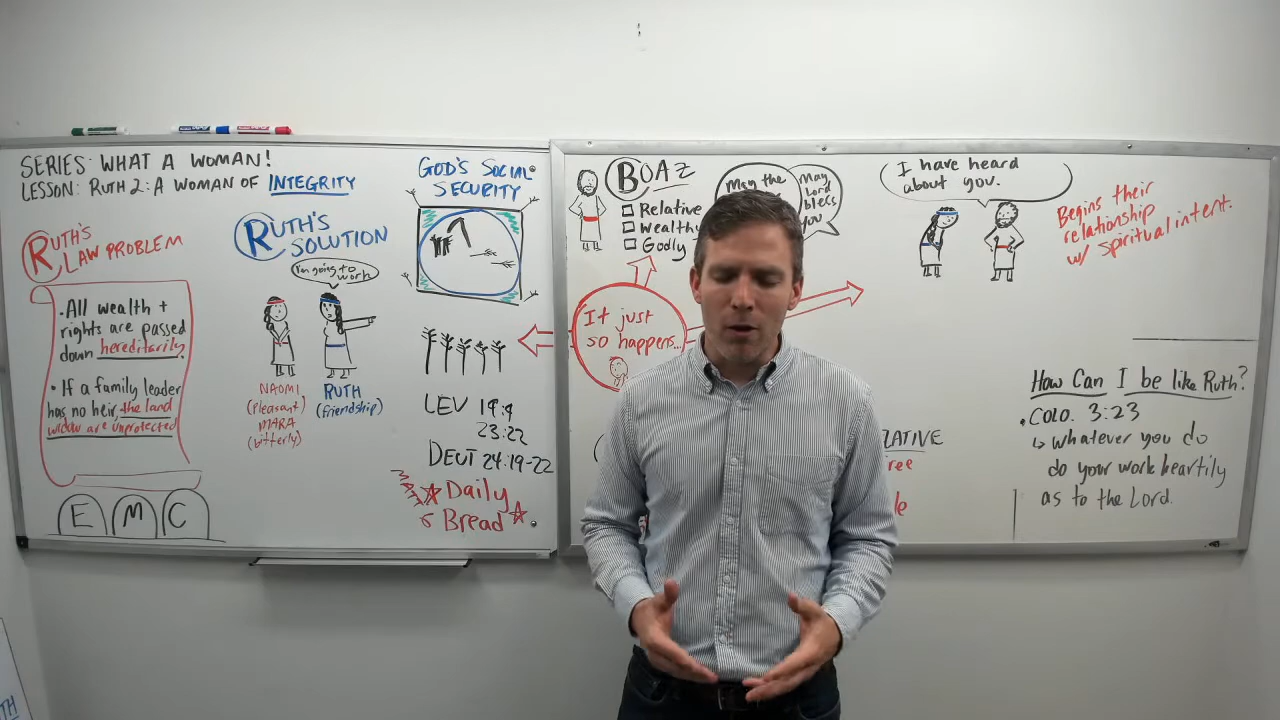 SERIES: WHAT A WOMAN!
LESSON: RUTH 2: A WOMAN OF INTEGRITY
RUTH'S
LAW PROBLEM
• All wealth +
rights are passed
down hereditarily.
• If a family leader
has no heir, the land
widow are unprotected
E M C
RUTH'S
SOLUTION
I'm going to
work
NAOMI
(pleasant)
MARA
(bitterly)
RUTH
(friendship)
GOD'S SOCIAL
SECURITY
LEV 19:9
23:22
DEUT 24:19-22
Daily
Bread
BOAZ
Relative
Wealthy
Godly
May the
May
Lord
bless
you
It just
so happens...
I have heard
about you.
Begins their
relationship
w/ spiritual intent.
How Can I be like Ruth?
• COLO. 3:23
↳ whatever you do
do your work heartily
as to the Lord.